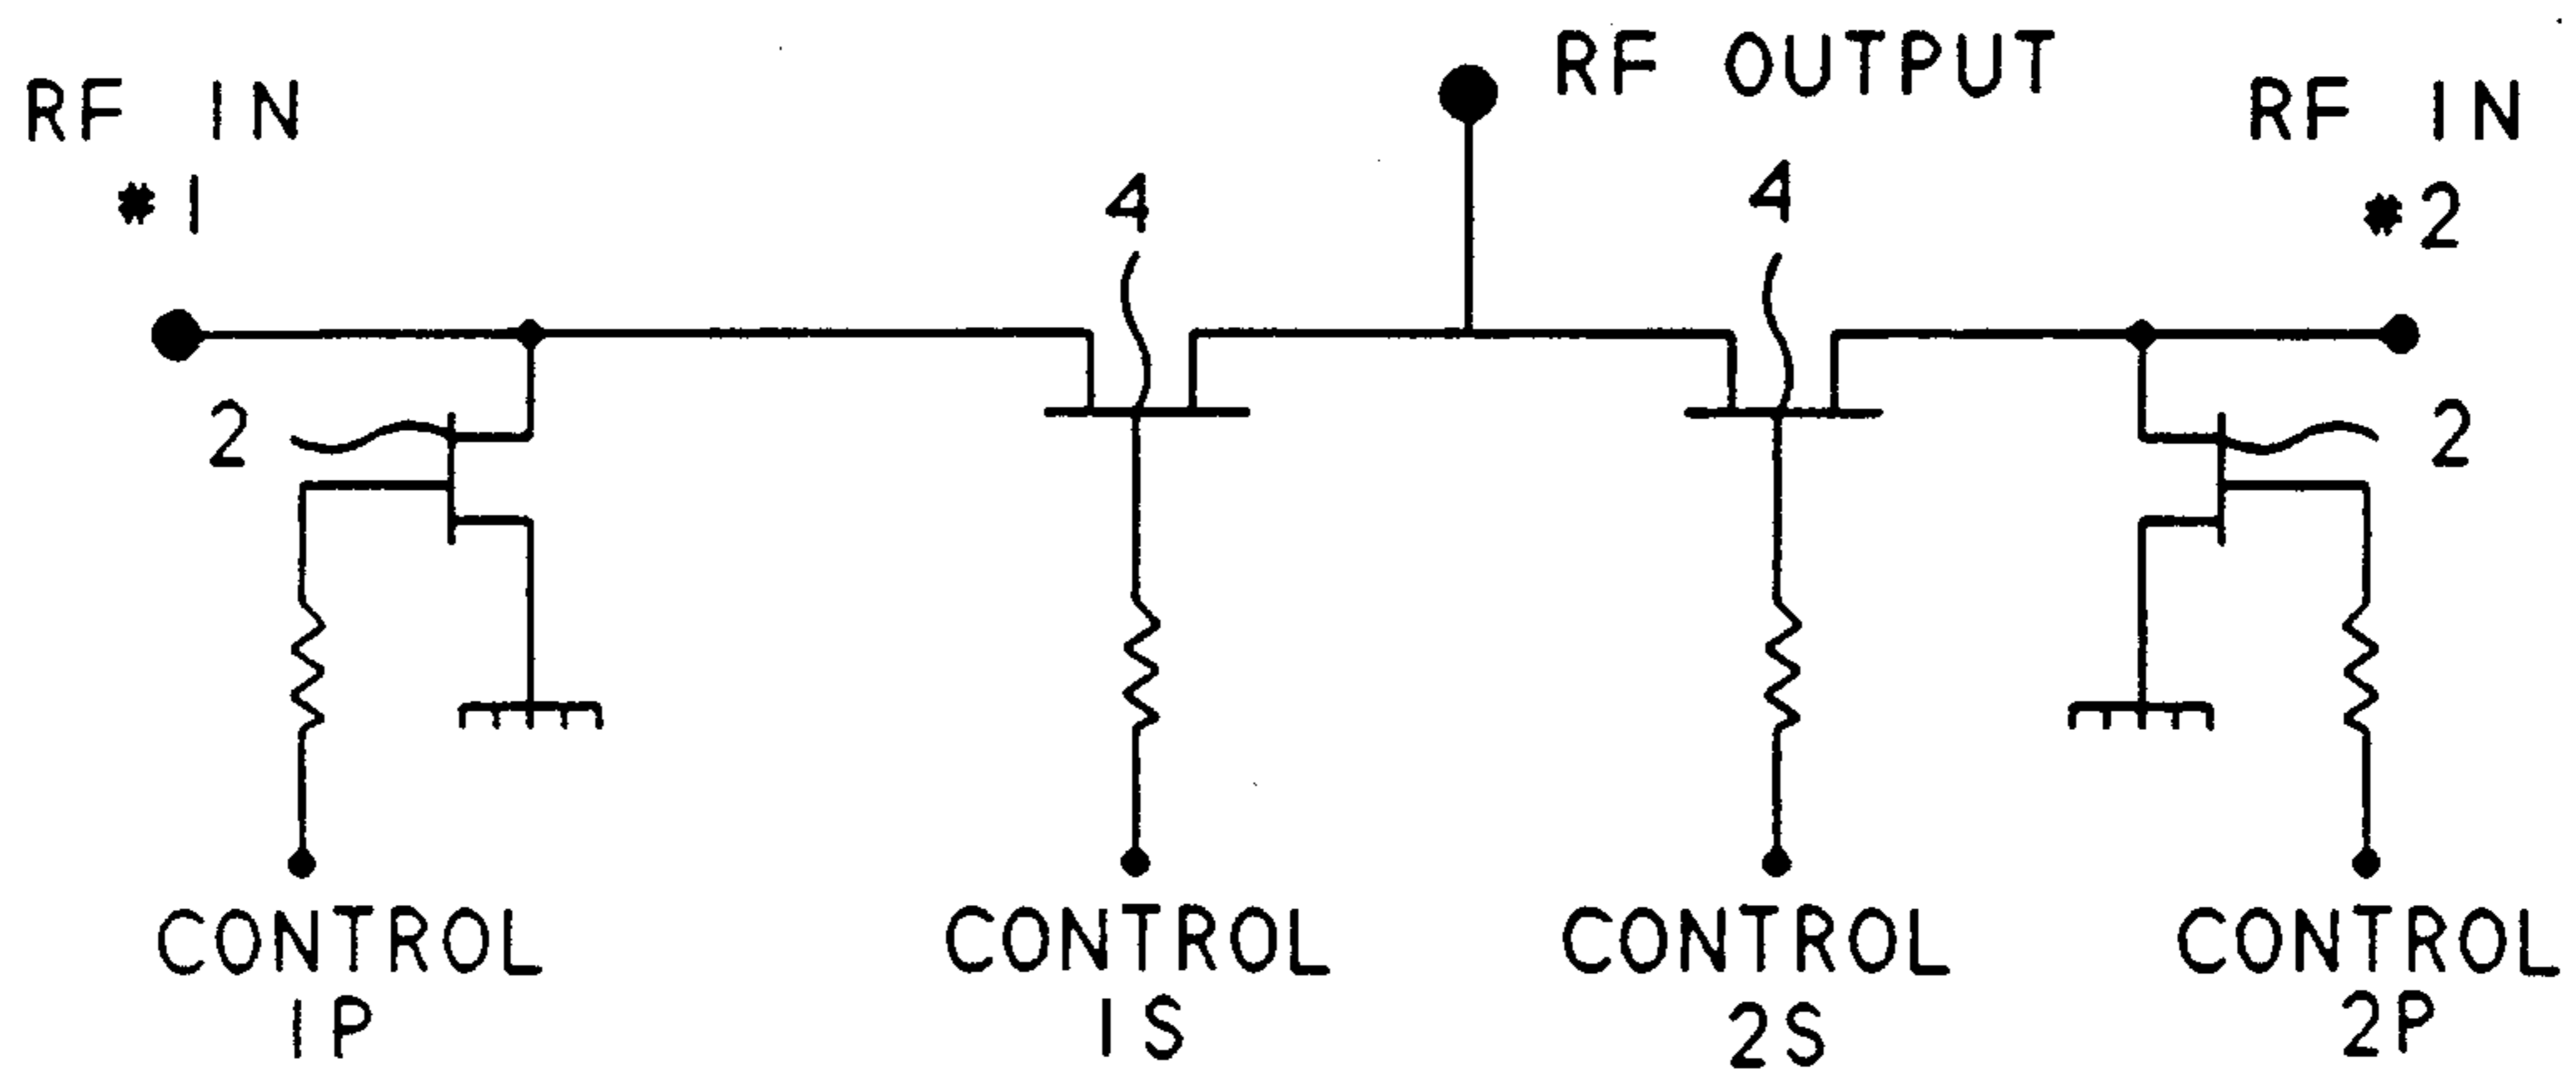 RF IN
#1
RF OUTPUT
RF IN
#2
4
4
2
2
CONTROL
1P
CONTROL
1S
CONTROL
2S
CONTROL
2P